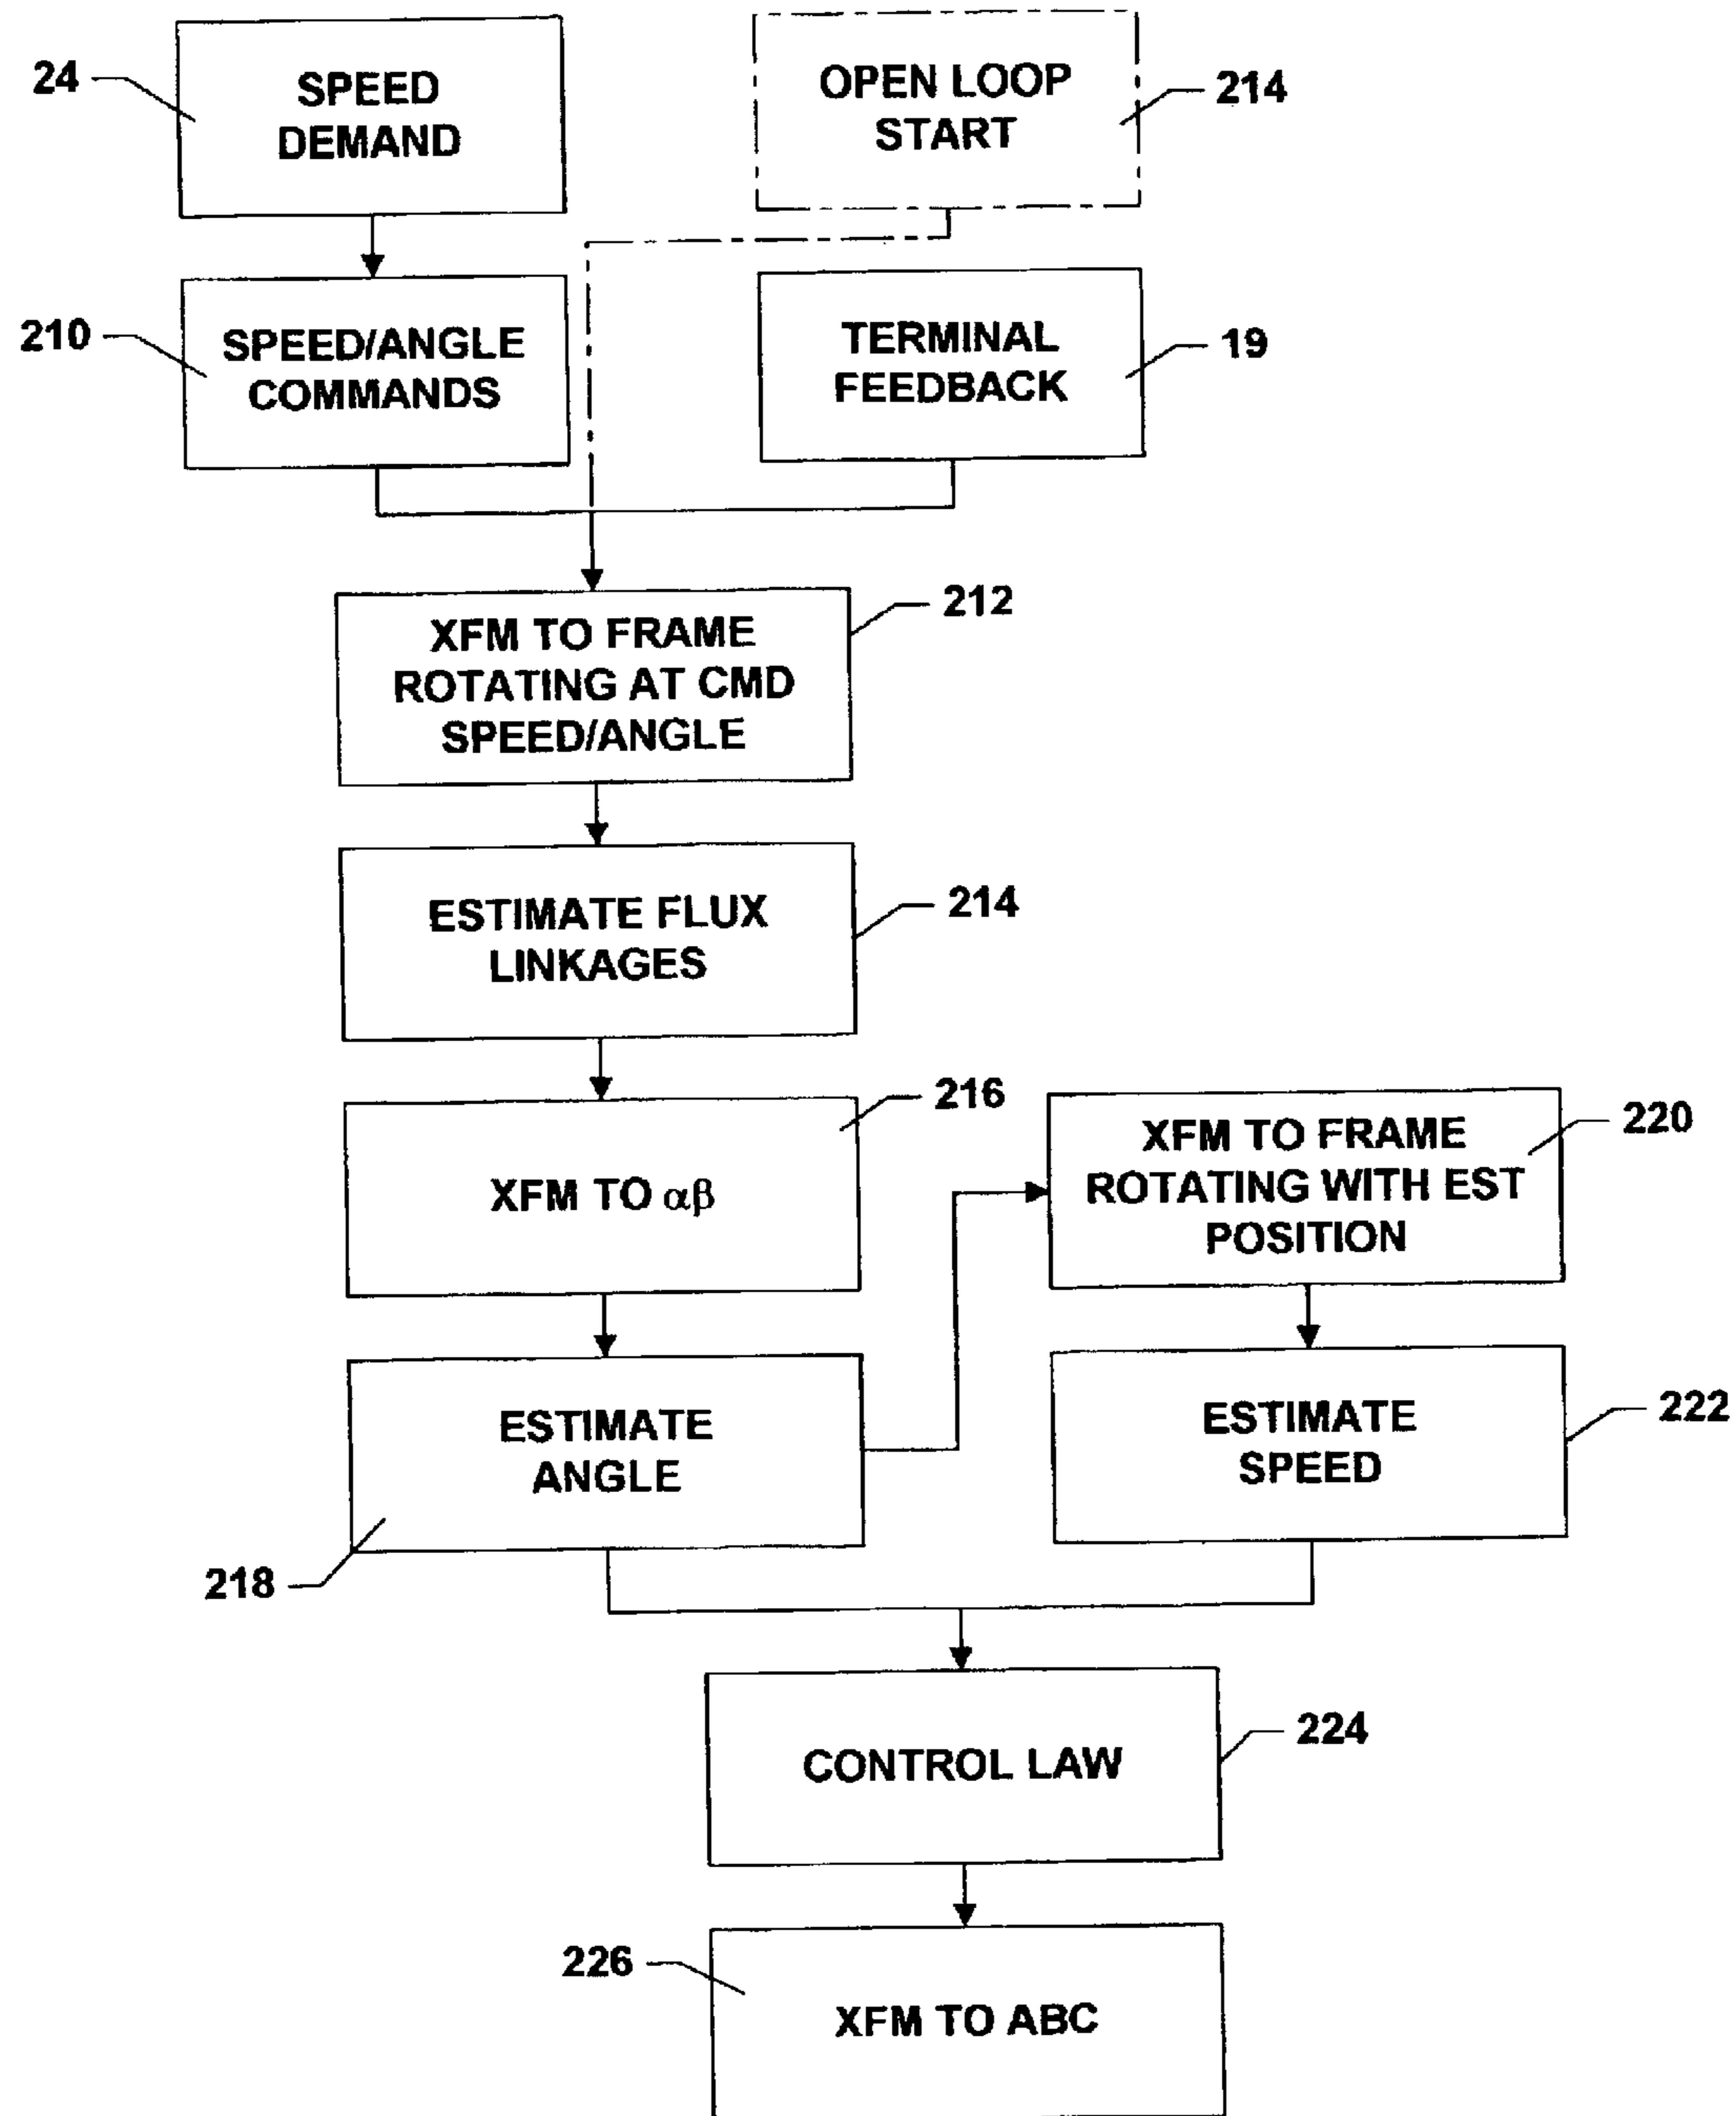 24
SPEED
DEMAND
OPEN LOOP
START
214
210
SPEED/ANGLE
COMMANDS
TERMINAL
FEEDBACK
19
XFM TO FRAME
ROTATING AT CMD
SPEED/ANGLE
212
ESTIMATE FLUX
LINKAGES
214
216
XFM TO αβ
XFM TO FRAME
ROTATING WITH EST
POSITION
220
ESTIMATE
ANGLE
218
ESTIMATE
SPEED
222
CONTROL LAW
224
226
XFM TO ABC